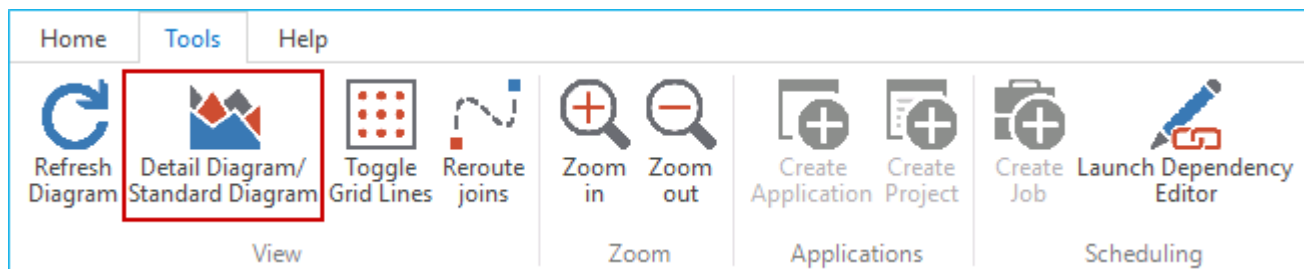 Home Tools Help
Refresh Diagram
Detail Diagram/
Standard Diagram
Toggle
Grid Lines
Reroute
joins
Zoom
in
Zoom
out
Create
Application
Create
Project
Create
Job
Launch Dependency
Editor
View Zoom Applications Scheduling